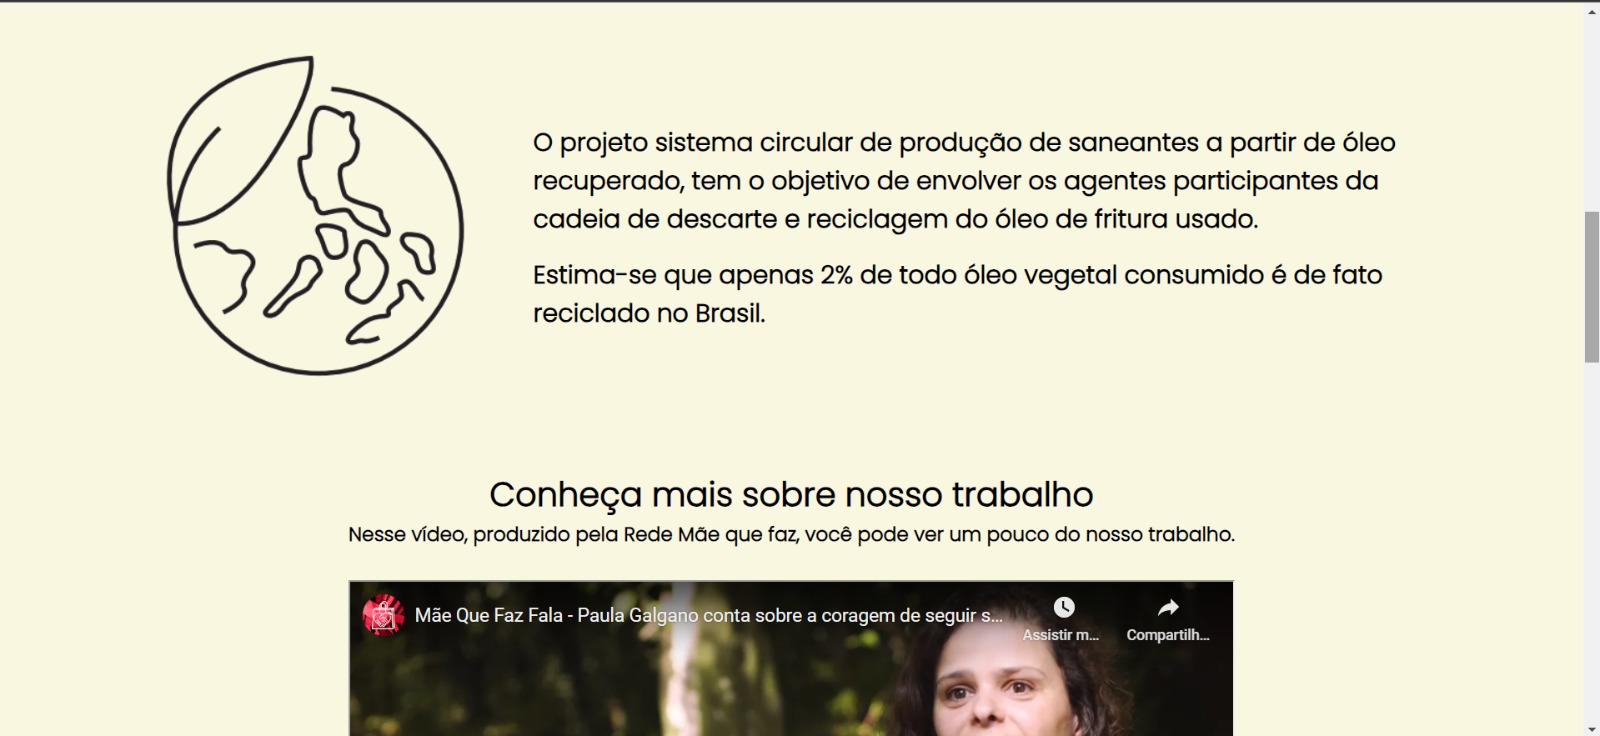 O projeto sistema circular de produção de saneantes a partir de óleo
recuperado, tem o objetivo de envolver os agentes participantes da
cadeia de descarte e reciclagem do óleo de fritura usado.
Estima-se que apenas 2% de todo óleo vegetal consumido é de fato
reciclado no Brasil.
Conheça mais sobre nosso trabalho
Nesse vídeo, produzido pela Rede Mãe que faz, você pode ver um pouco do nosso trabalho.
Mãe Que Faz Fala - Paula Galgano conta sobre a coragem de seguir s...
Assistir m...
Compartilh...